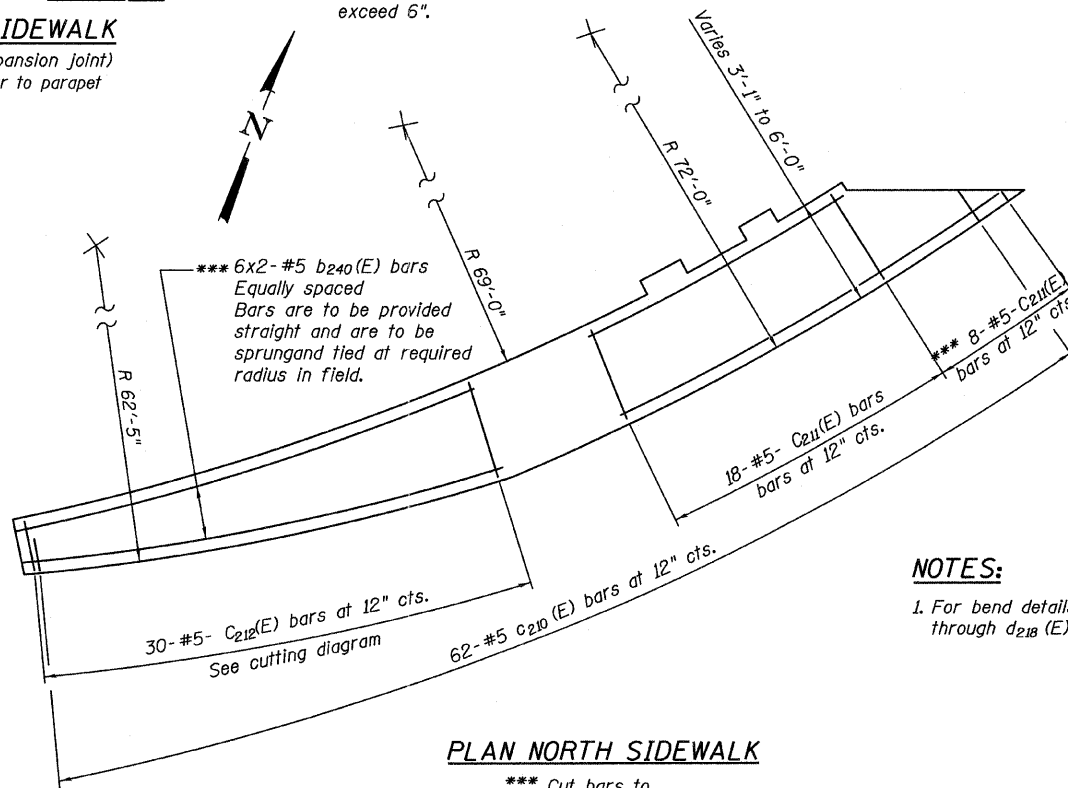 exceed 6".
IDEWALK
pansion joint)
r to parapet
N
Varies 3'-1" to 6'-0"
R 72'-0"
R 69'-0"
R 62'-5"
*** 6x2-#5 b240(E) bars
Equally spaced
Bars are to be provided
straight and are to be
sprungand tied at required
radius in field.
*** 8-#5-C211(E)
bars at 12" cts.
18-#5- C211(E) bars
bars at 12" cts.
30-#5- C212(E) bars at 12" cts.
See cutting diagram
62-#5 c210 (E) bars at 12" cts.
NOTES:
1. For bend details
through d218 (E)
PLAN NORTH SIDEWALK
*** Cut bars to